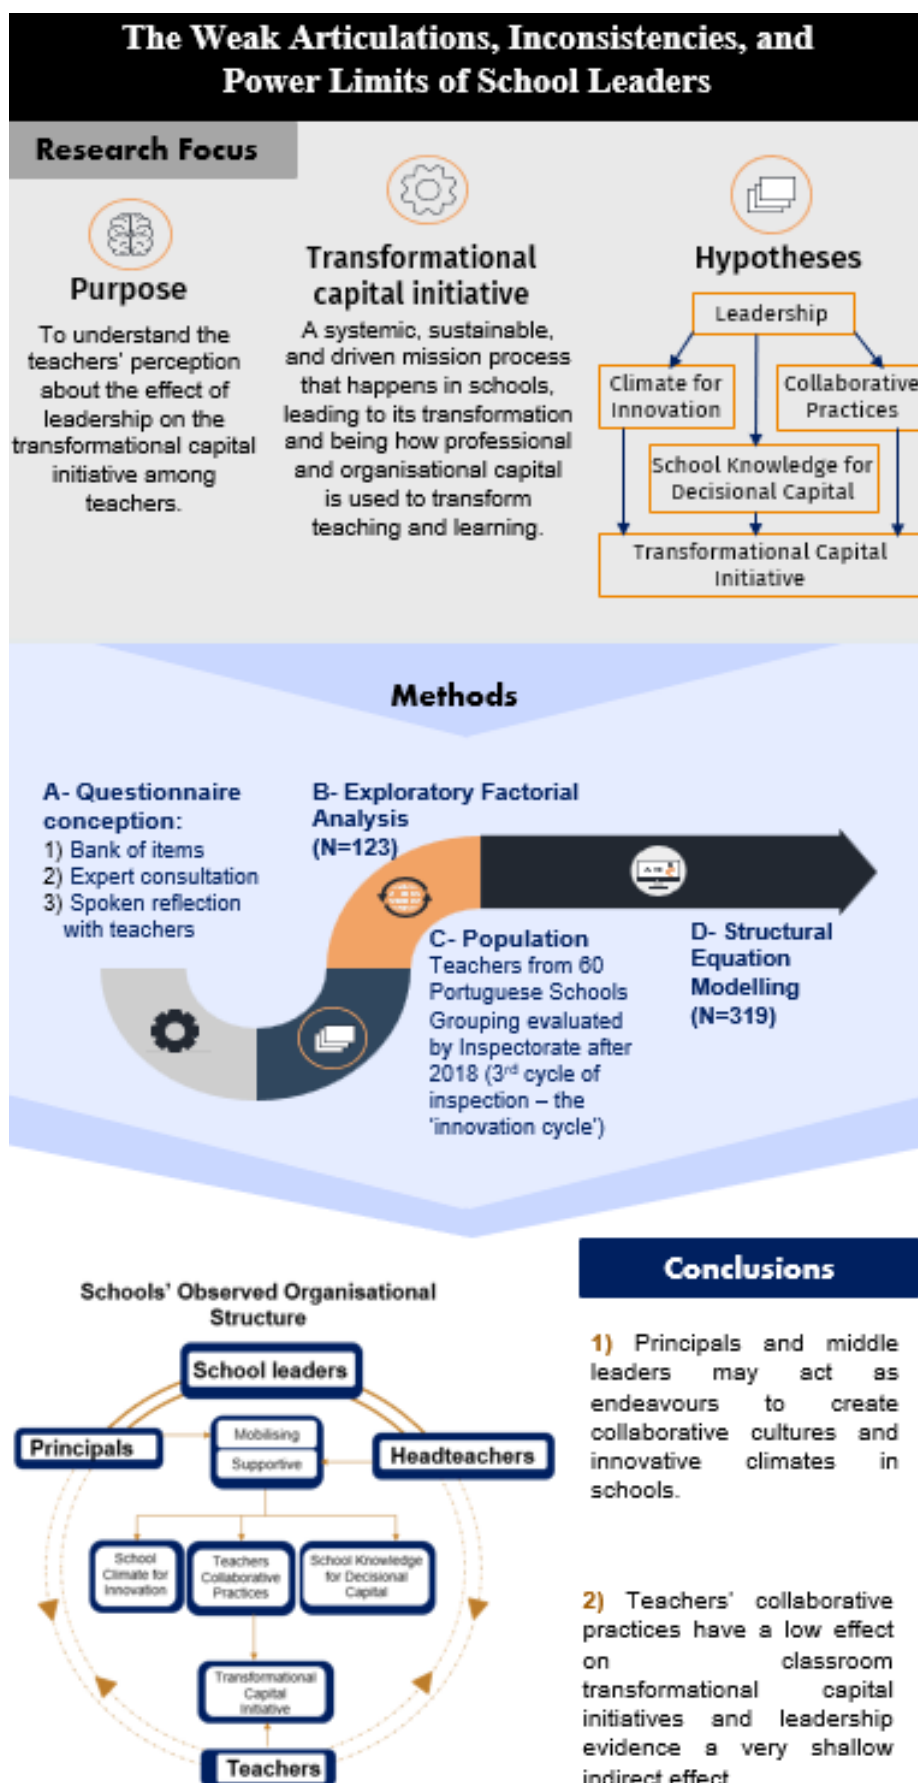 The Weak Articulations, Inconsistencies, and
Power Limits of School Leaders
Research Focus
Purpose
To understand the
teachers' perception
about the effect of
leadership on the
transformational capital
initiative among
teachers.
Transformational
capital initiative
A systemic, sustainable,
and driven mission process
that happens in schools,
leading to its transformation
and being how professional
and organisational capital
is used to transform
teaching and learning.
Hypotheses
Leadership
Climate for
Innovation
Collaborative
Practices
School Knowledge for
Decisional Capital
Transformational Capital
Initiative
Methods
A- Questionnaire
conception:
1) Bank of items
2) Expert consultation
3) Spoken reflection
with teachers
B- Exploratory Factorial
Analysis
(N=123)
C- Population
Teachers from 60
Portuguese Schools
Grouping evaluated
by Inspectorate after
2018 (3rd cycle of
inspection – the
'innovation cycle')
D- Structural
Equation
Modelling
(N=319)
Schools' Observed Organisational
Structure
School leaders
Principals
Mobilising
Supportive
Headteachers
School
Climate for
Innovation
Teachers
Collaborative
Practices
School Knowledge
for Decisional
Capital
Transformational
Capital
Initiative
Teachers
Conclusions
1) Principals and middle
leaders may act as
endeavours to create
collaborative cultures and
innovative climates in
schools.
2) Teachers' collaborative
practices have a low effect
on classroom
transformational capital
initiatives and leadership
evidence a very shallow
indirect effect